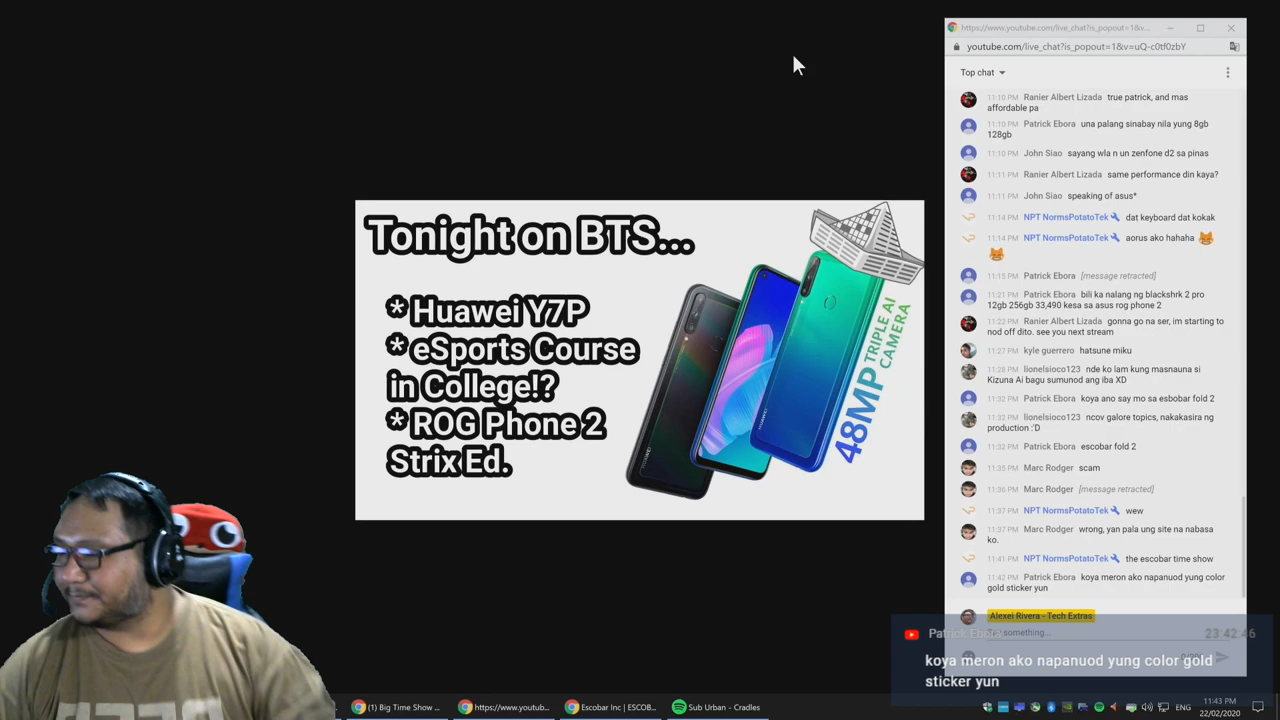 https://www.youtube.com/live_chat?is_popout=1&v...
youtube.com/live_chat?is_popout=1&v=uQ-c0tf0zbY
Top chat
11:10 PM Ranier Albert Lizada true patrick, and mas
affordable pa
11:10 PM Patrick Ebora una palang sinabay nila yung 8gb
128gb
11:10 PM John Siao sayang wla n un zenfone d2 sa pinas
11:11 PM Ranier Albert Lizada same performance din kaya?
11:11 PM John Siao speaking of asus*
11:14 PM NPT NormsPotatoTek dat keyboard dat kokak
11:14 PM NPT NormsPotatoTek aorus ako hahaha
11:15 PM Patrick Ebora [message retracted]
11:21 PM Patrick Ebora bili ka nalang ng blackshrk 2 pro
12gb 256gb 33,490 kesa sa asus rog phone 2
11:22 PM Ranier Albert Lizada gonna go na ser, im starting to
nod off dito. see you next stream
11:27 PM kyle guerrero hatsune miku
11:28 PM lionelsioco123 nde ko lam kung masnauna si
Kizuna Ai bagu sumunod ang iba XD
11:32 PM Patrick Ebora koya ano say mo sa esbobar fold 2
11:32 PM lionelsioco123 ncov galore topics, nakakasira ng
production :'D
11:32 PM Patrick Ebora escobar fold 2
11:35 PM Marc Rodger scam
11:36 PM Marc Rodger [message retracted]
11:37 PM NPT NormsPotatoTek wew
11:37 PM Marc Rodger wrong, yan pala ung site na nabasa
ko.
11:41 PM NPT NormsPotatoTek the escobar time show
11:42 PM Patrick Ebora koya meron ako napanuod yung color
gold sticker yun
Alexei Rivera - Tech Extras
something...
Tonight on BTS...
* Huawei Y7P
* eSports Course
in College!?
* ROG Phone 2
Strix Ed.
48MP TRIPLE AI
CAMERA
HUAWEI
HUAWEI
Patrick Ebora 23:42:46
koya meron ako napanuod yung color gold
sticker yun
(1) Big Time Show ...
https://www.youtub...
Escobar Inc | ESCOB...
Sub Urban - Cradles
ENG
11:43 PM
22/02/2020